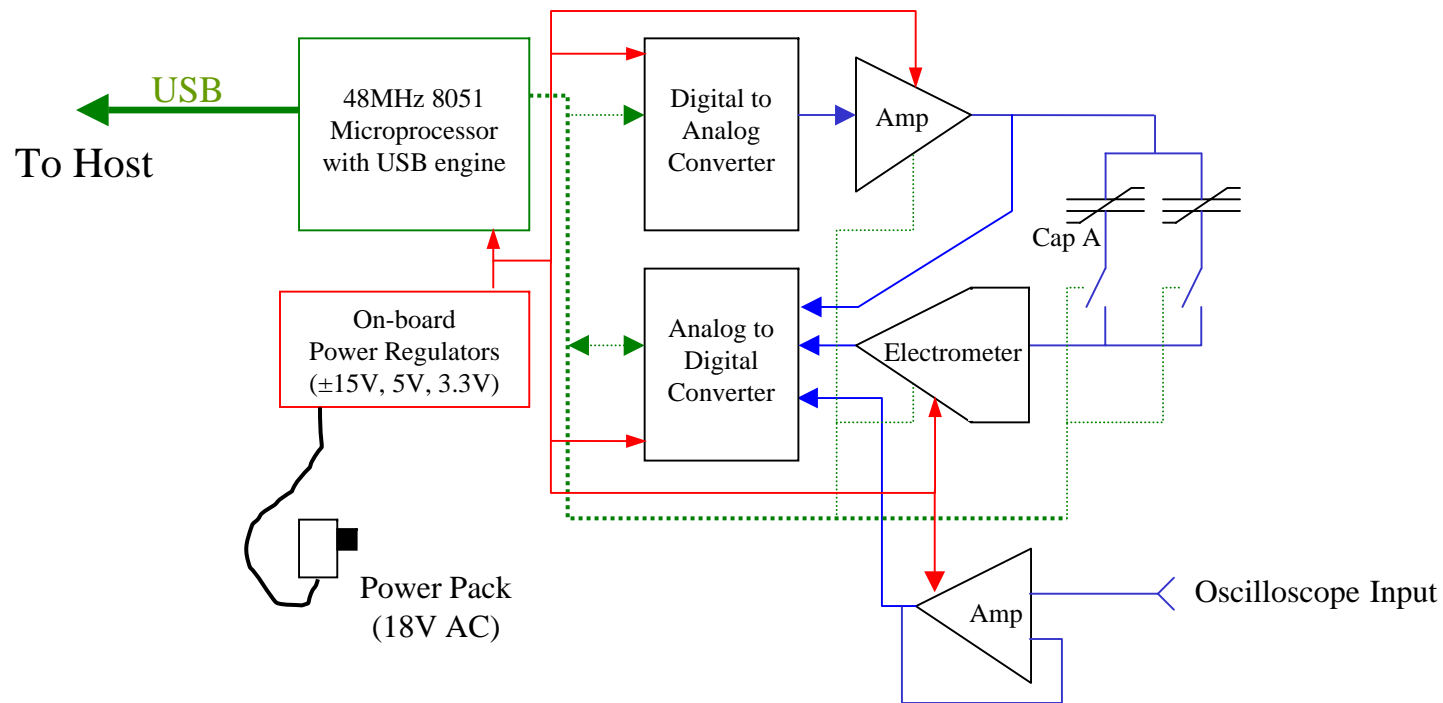 USB
To Host
48MHz 8051
Microprocessor
with USB engine
Digital to
Analog
Converter
Amp
Cap A
On-board
Power Regulators
(±15V, 5V, 3.3V)
Analog to
Digital
Converter
Electrometer
Power Pack
(18V AC)
Amp
Oscilloscope Input